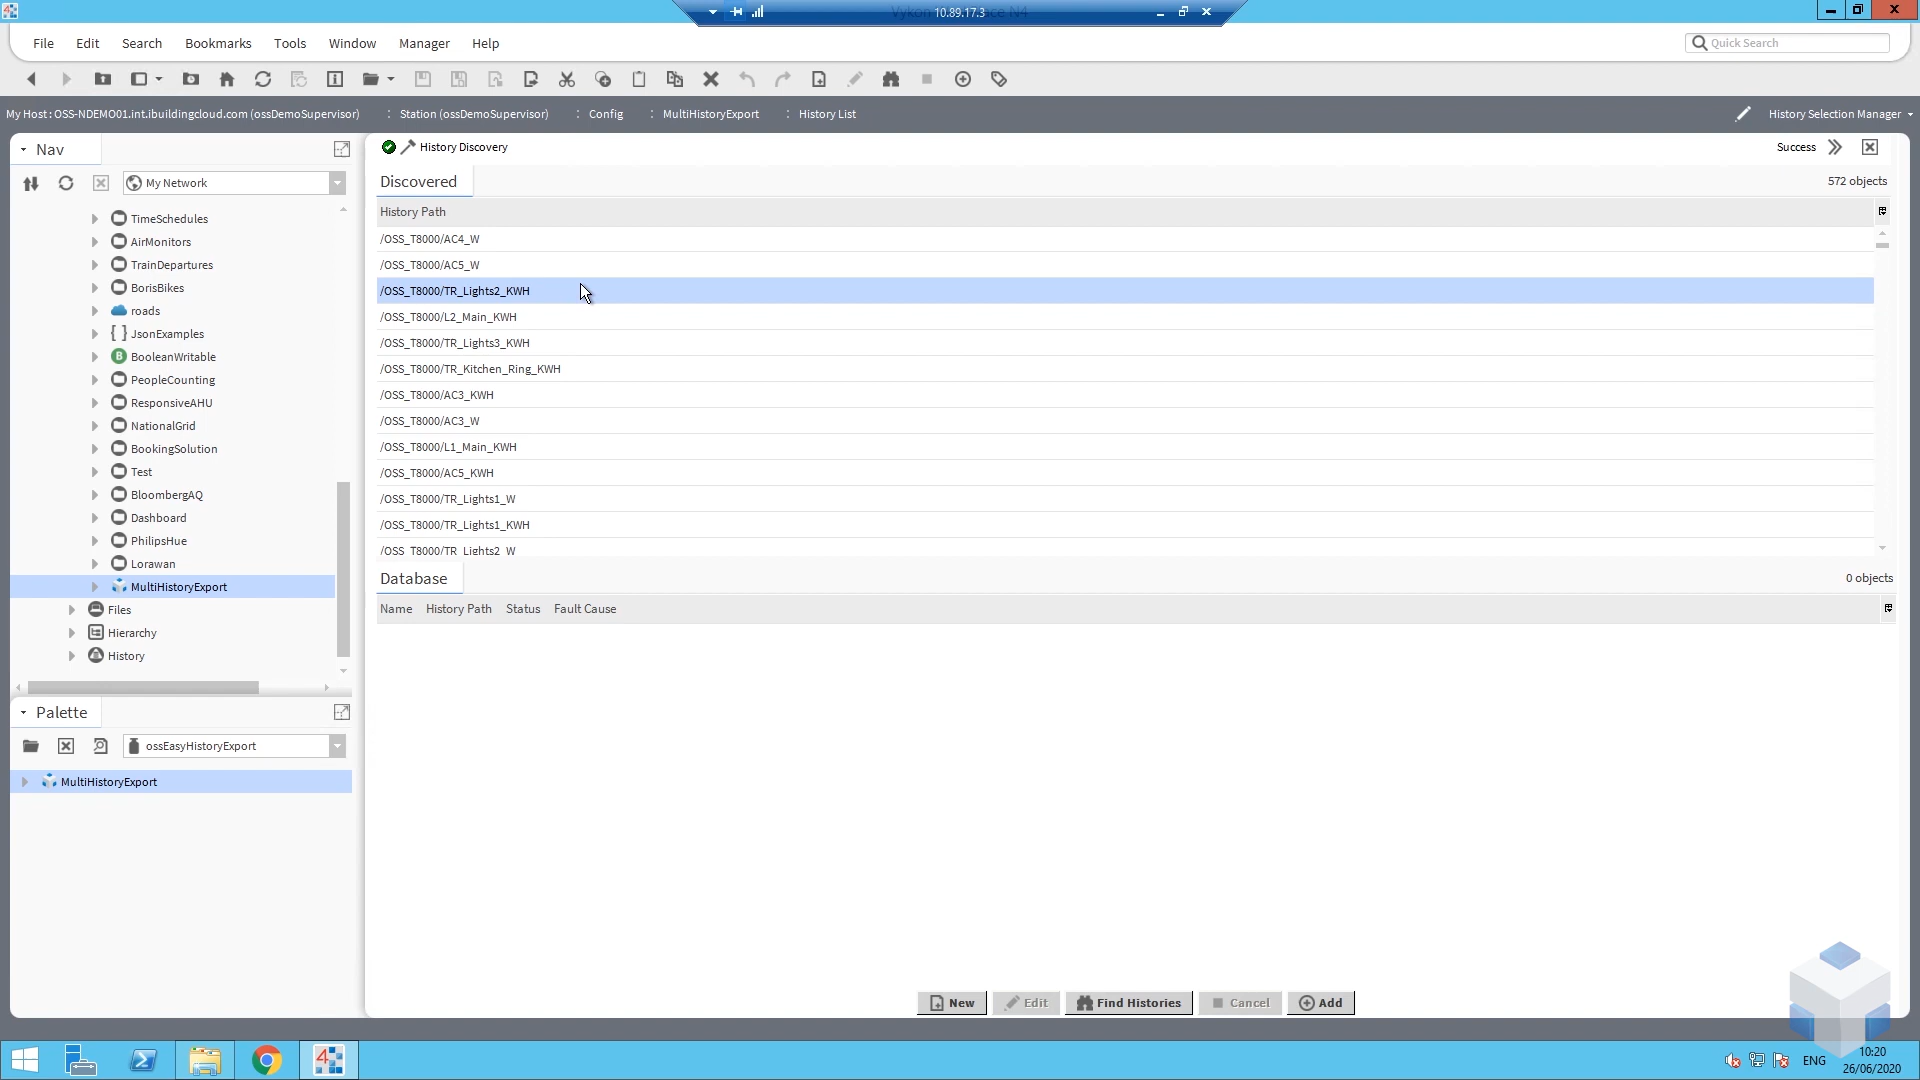 10.89.17.3
File Edit Search Bookmarks Tools Window Manager Help
Quick Search
My Host : OSS-NDEMO01.int.ibuildingcloud.com (ossDemoSupervisor) : Station (ossDemoSupervisor) : Config : MultiHistoryExport : History List
History Selection Manager
Nav
My Network
TimeSchedules
AirMonitors
TrainDepartures
BorisBikes
roads
JsonExamples
BooleanWritable
PeopleCounting
ResponsiveAHU
NationalGrid
BookingSolution
Test
BloombergAQ
Dashboard
PhilipsHue
Lorawan
MultiHistoryExport
Files
Hierarchy
History
Palette
ossEasyHistoryExport
MultiHistoryExport
History Discovery
Success
Discovered
572 objects
History Path
/OSS_T8000/AC4_W
/OSS_T8000/AC5_W
/OSS_T8000/TR_Lights2_KWH
/OSS_T8000/L2_Main_KWH
/OSS_T8000/TR_Lights3_KWH
/OSS_T8000/TR_Kitchen_Ring_KWH
/OSS_T8000/AC3_KWH
/OSS_T8000/AC3_W
/OSS_T8000/L1_Main_KWH
/OSS_T8000/AC5_KWH
/OSS_T8000/TR_Lights1_W
/OSS_T8000/TR_Lights1_KWH
/OSS_T8000/TR_Lights2_W
Database
0 objects
Name History Path Status Fault Cause
New Edit Find Histories Cancel Add
ENG
10:20
26/06/2020